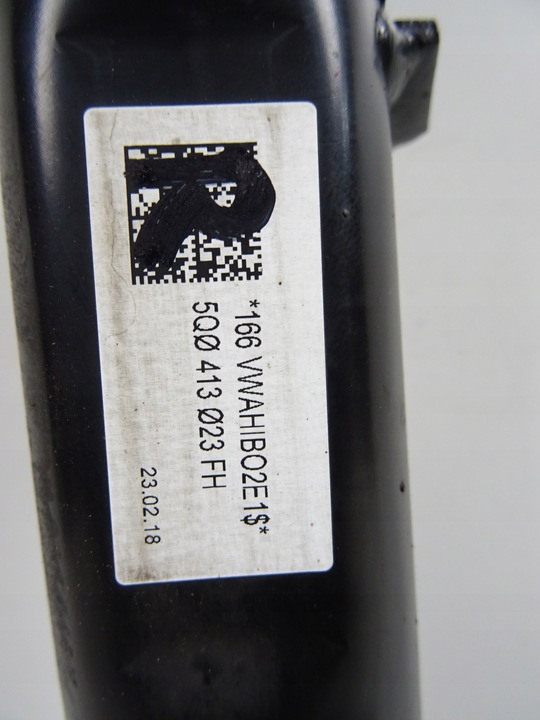 R
*166 VWAHIBO2E1$*
5QØ 413 Ø23 FH
23.02.18